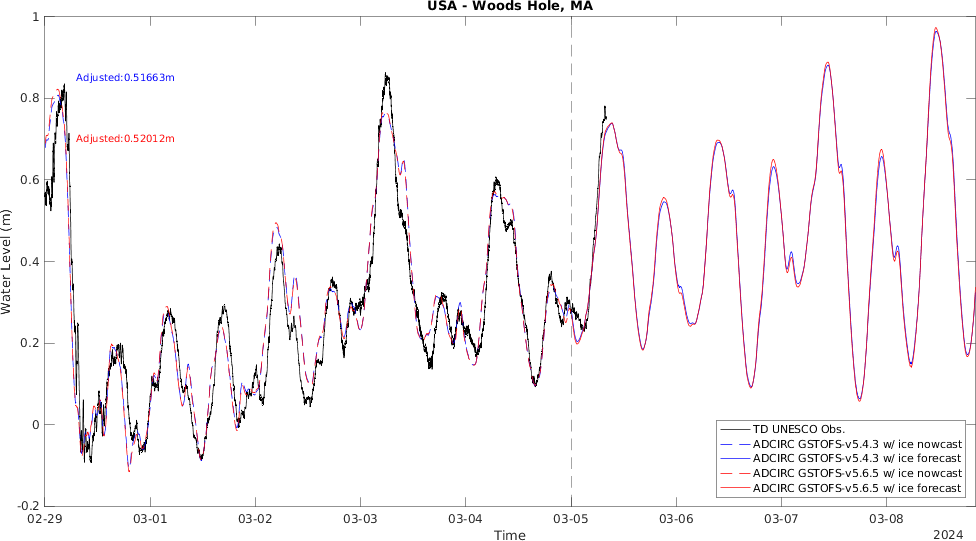 USA - Woods Hole, MA
1
0.8
0.6
0.4
0.2
0
-0.2
Water Level (m)
Adjusted:0.51663m
Adjusted:0.52012m
TD UNESCO Obs.
ADCIRC GSTOFS-v5.4.3 w/ ice nowcast
ADCIRC GSTOFS-v5.4.3 w/ ice forecast
ADCIRC GSTOFS-v5.6.5 w/ ice nowcast
ADCIRC GSTOFS-v5.6.5 w/ ice forecast
02-29 03-01 03-02 03-03 03-04 03-05 03-06 03-07 03-08
Time
2024